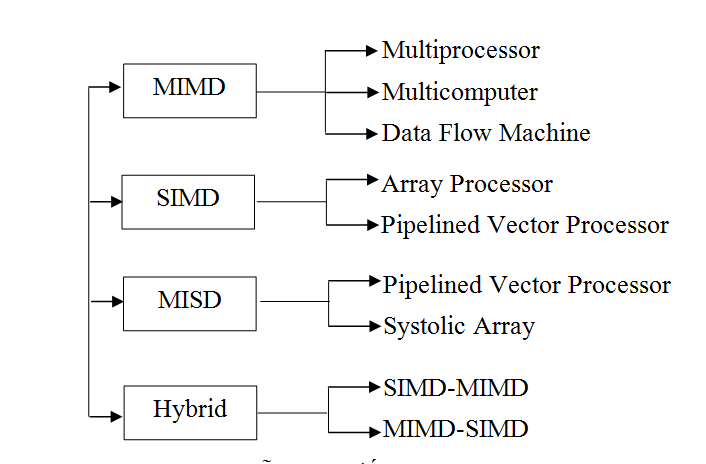 MIMD
Multiprocessor
Multicomputer
Data Flow Machine
SIMD
Array Processor
Pipelined Vector Processor
MISD
Pipelined Vector Processor
Systolic Array
Hybrid
SIMD-MIMD
MIMD-SIMD